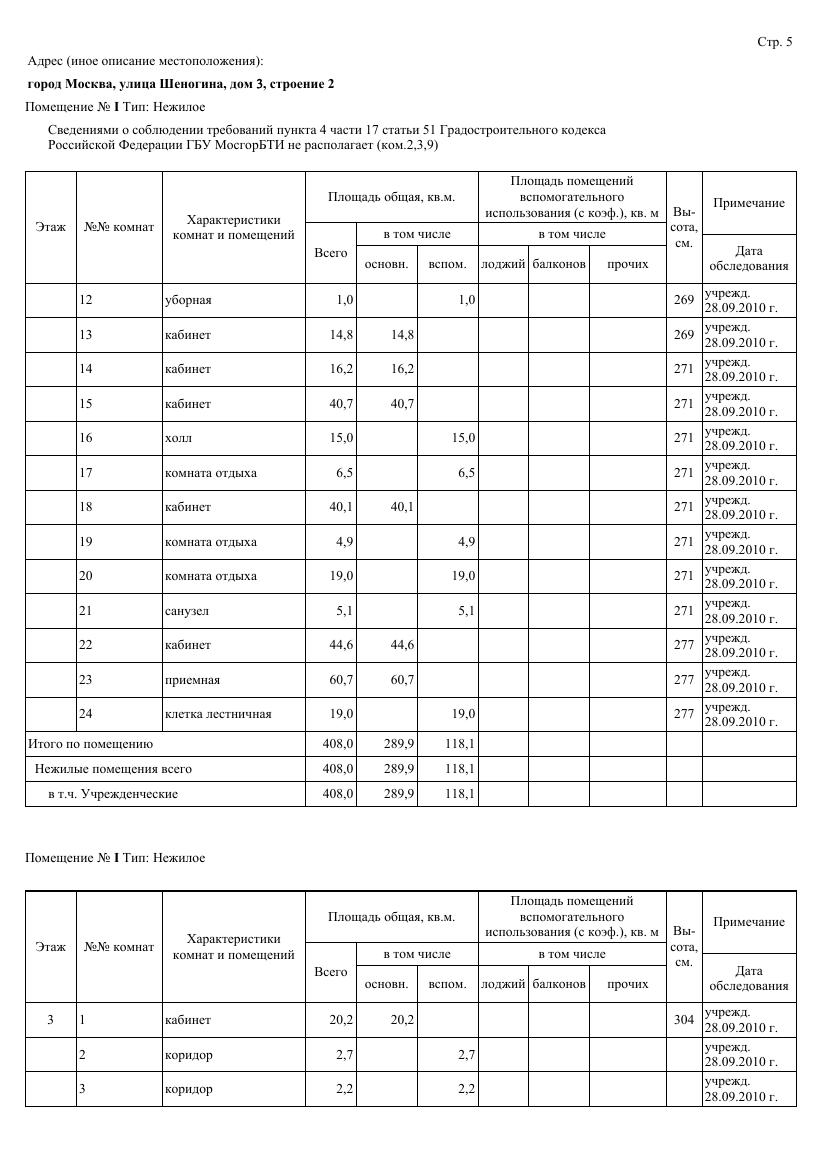 Стр. 5
Адрес (иное описание местоположения):
город Москва, улица Шеногина, дом 3, строение 2
Помещение № I Тип: Нежилое
Сведениями о соблюдении требований пункта 4 части 17 статьи 51 Градостроительного кодекса
Российской Федерации ГБУ МосгорБТИ не располагает (ком.2,3,9)
Этаж №№ комнат Характеристики комнат и помещений Площадь общая, кв.м. Площадь помещений вспомогательного использования (с коэф.), кв. м Вы-сота, см. Примечание
Всего в том числе в том числе Дата обследования
основн. вспом. лоджий балконов прочих
12 уборная 1,0 1,0 269 учрежд. 28.09.2010 г.
13 кабинет 14,8 14,8 269 учрежд. 28.09.2010 г.
14 кабинет 16,2 16,2 271 учрежд. 28.09.2010 г.
15 кабинет 40,7 40,7 271 учрежд. 28.09.2010 г.
16 холл 15,0 15,0 271 учрежд. 28.09.2010 г.
17 комната отдыха 6,5 6,5 271 учрежд. 28.09.2010 г.
18 кабинет 40,1 40,1 271 учрежд. 28.09.2010 г.
19 комната отдыха 4,9 4,9 271 учрежд. 28.09.2010 г.
20 комната отдыха 19,0 19,0 271 учрежд. 28.09.2010 г.
21 санузел 5,1 5,1 271 учрежд. 28.09.2010 г.
22 кабинет 44,6 44,6 277 учрежд. 28.09.2010 г.
23 приемная 60,7 60,7 277 учрежд. 28.09.2010 г.
24 клетка лестничная 19,0 19,0 277 учрежд. 28.09.2010 г.
Итого по помещению 408,0 289,9 118,1
Нежилые помещения всего 408,0 289,9 118,1
в т.ч. Учрежденческие 408,0 289,9 118,1
Помещение № I Тип: Нежилое
Этаж №№ комнат Характеристики комнат и помещений Площадь общая, кв.м. Площадь помещений вспомогательного использования (с коэф.), кв. м Вы-сота, см. Примечание
Всего в том числе в том числе Дата обследования
основн. вспом. лоджий балконов прочих
3 1 кабинет 20,2 20,2 304 учрежд. 28.09.2010 г.
2 коридор 2,7 2,7 учрежд. 28.09.2010 г.
3 коридор 2,2 2,2 учрежд. 28.09.2010 г.